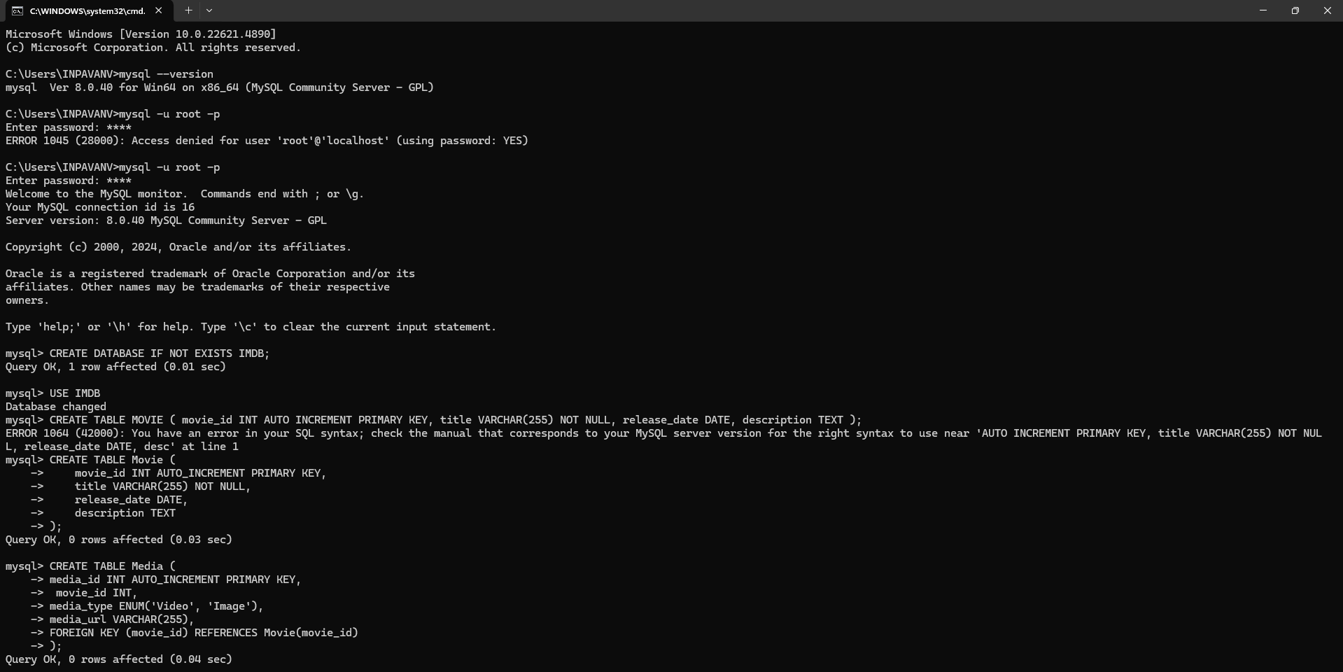 C:\WINDOWS\system32\cmd.
Microsoft Windows [Version 10.0.22621.4890]
(c) Microsoft Corporation. All rights reserved.
C:\Users\INPAVANV>mysql --version
mysql  Ver 8.0.40 for Win64 on x86_64 (MySQL Community Server - GPL)
C:\Users\INPAVANV>mysql -u root -p
Enter password: ****
ERROR 1045 (28000): Access denied for user 'root'@'localhost' (using password: YES)
C:\Users\INPAVANV>mysql -u root -p
Enter password: ****
Welcome to the MySQL monitor.  Commands end with ; or \g.
Your MySQL connection id is 16
Server version: 8.0.40 MySQL Community Server - GPL
Copyright (c) 2000, 2024, Oracle and/or its affiliates.
Oracle is a registered trademark of Oracle Corporation and/or its
affiliates. Other names may be trademarks of their respective
owners.
Type 'help;' or '\h' for help. Type '\c' to clear the current input statement.
mysql> CREATE DATABASE IF NOT EXISTS IMDB;
Query OK, 1 row affected (0.01 sec)
mysql> USE IMDB
Database changed
mysql> CREATE TABLE MOVIE ( movie_id INT AUTO INCREMENT PRIMARY KEY, title VARCHAR(255) NOT NULL, release_date DATE, description TEXT );
ERROR 1064 (42000): You have an error in your SQL syntax; check the manual that corresponds to your MySQL server version for the right syntax to use near 'AUTO INCREMENT PRIMARY KEY, title VARCHAR(255) NOT NUL
L, release_date DATE, desc' at line 1
mysql> CREATE TABLE Movie (
    ->     movie_id INT AUTO_INCREMENT PRIMARY KEY,
    ->     title VARCHAR(255) NOT NULL,
    ->     release_date DATE,
    ->     description TEXT
    -> );
Query OK, 0 rows affected (0.03 sec)
mysql> CREATE TABLE Media (
    -> media_id INT AUTO_INCREMENT PRIMARY KEY,
    ->  movie_id INT,
    -> media_type ENUM('Video', 'Image'),
    -> media_url VARCHAR(255),
    -> FOREIGN KEY (movie_id) REFERENCES Movie(movie_id)
    -> );
Query OK, 0 rows affected (0.04 sec)